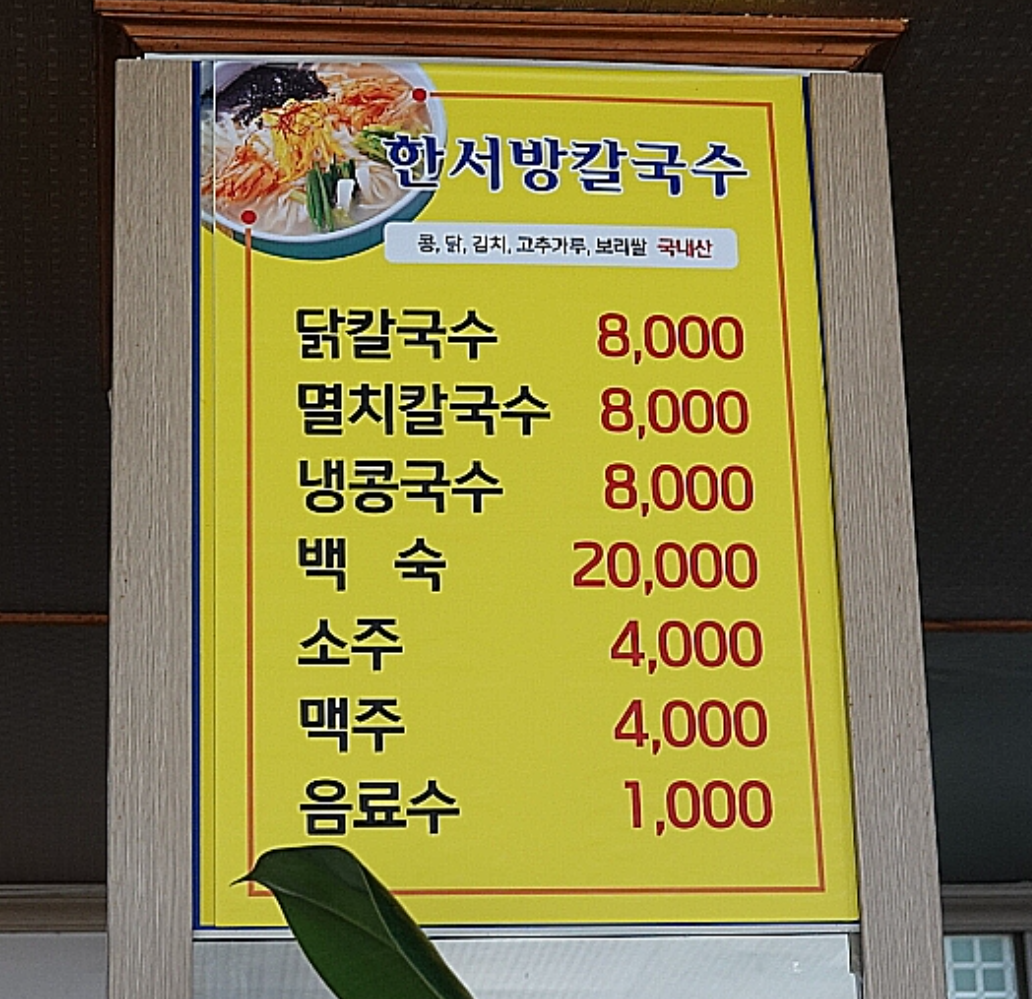 한서방칼국수
콩, 닭, 김치, 고추가루, 보리쌀 국내산
닭칼국수 8,000
멸치칼국수 8,000
냉콩국수 8,000
백 숙 20,000
소주 4,000
맥주 4,000
음료수 1,000